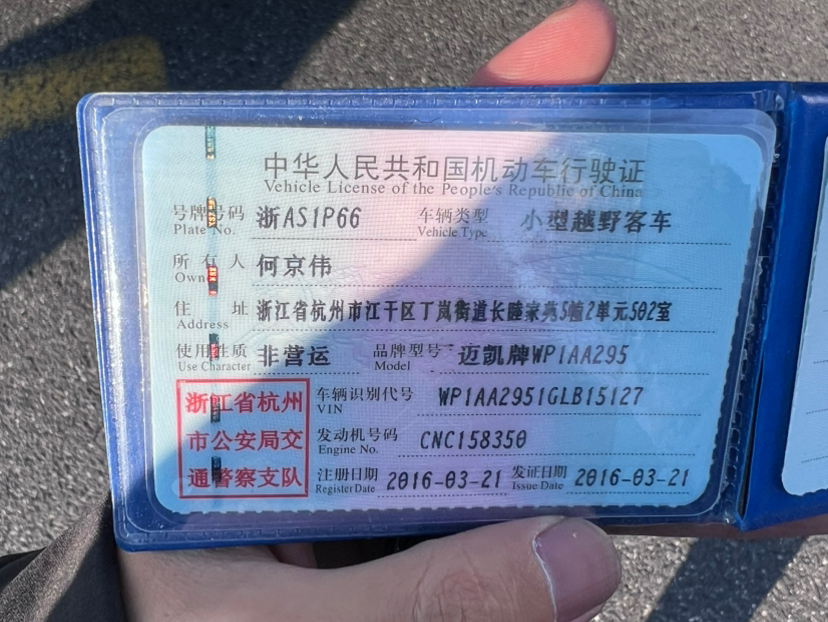 中华人民共和国机动车行驶证
Vehicle License of the People's Republic of China
号牌号码 浙AS1P66 车辆类型 小型越野客车
Plate No. Vehicle Type
所有人 何京伟
Owner
住址 浙江省杭州市江干区丁岚街道长睦家苑5幢2单元502室
Address
使用性质 非营运 品牌型号 迈凯牌WP1AA295
Use Character Model
浙江省杭州
市公安局交
通警察支队
车辆识别代号 WP1AA2951GLB15127
VIN
发动机号码 CNC158350
Engine No.
注册日期 2016-03-21 发证日期 2016-03-21
Register Date Issue Date